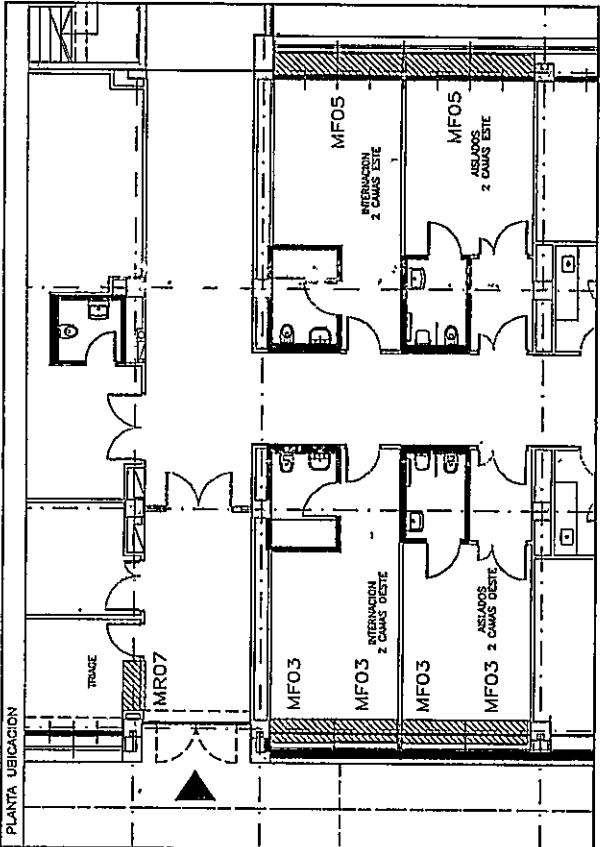 PLANTA UBICACION
TRIAGE
MR07
MF03
MF03
INTERNACION
2 CAMAS OESTE
MF03
MF03
AISLADOS
2 CAMAS OESTE
INTERNACION
2 CAMAS ESTE
MF05
AISLADOS
2 CAMAS ESTE
MF05